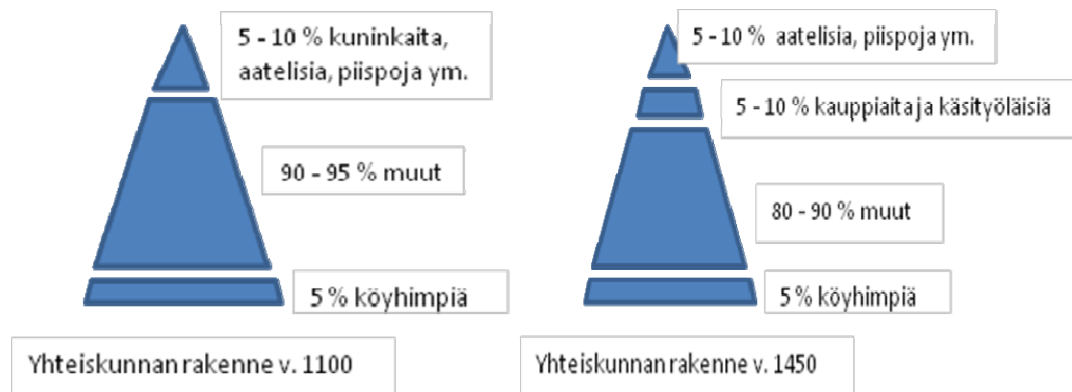 5 - 10 % kuninkaita,
aatelisia, piispoja ym.
90 - 95 % muut
5 % köyhimpiä
Yhteiskunnan rakenne v. 1100
5 - 10 % aatelisia, piispoja ym.
5 - 10 % kauppiaita ja käsityöläisiä
80 - 90 % muut
5 % köyhimpiä
Yhteiskunnan rakenne v. 1450